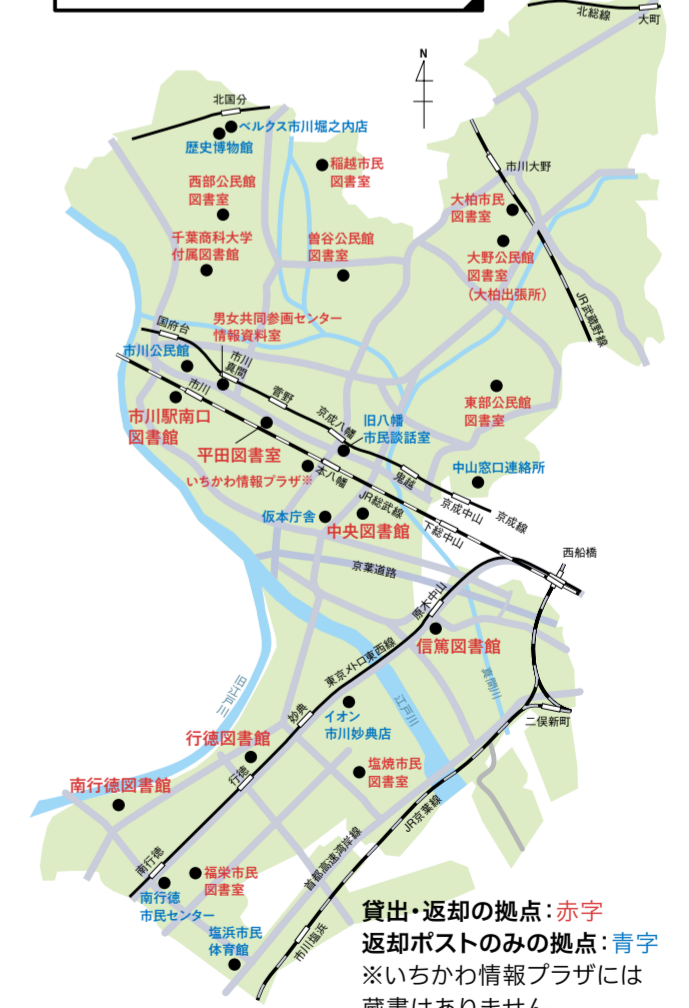 北総線
大町
N
北国分
ベルクス市川堀之内店
歴史博物館
稲越市民
図書室
市川大野
西部公民館
図書室
大柏市民
図書室
千葉商科大学
付属図書館
曽谷公民館
図書室
大野公民館
図書室
(大柏出張所)
JR武蔵野線
国府台
男女共同参画センター
情報資料室
市川公民館
市川
真間
市川
菅野
京成八幡
市川駅南口
図書館
旧八幡
市民談話室
東部公民館
図書室
平田図書室
いちかわ情報プラザ※
本八幡
鬼越
中山窓口連絡所
京成中山
京成線
JR総武線
下総中山
仮本庁舎
中央図書館
西船橋
京葉道路
原木中山
信篤図書館
東京メトロ東西線
真間川
旧江戸川
江戸川
妙典
イオン
市川妙典店
二俣新町
行徳図書館
行徳
塩焼市民
図書室
南行徳図書館
JR京葉線
首都高速湾岸線
南行徳
福栄市民
図書室
南行徳
市民センター
塩浜市民
体育館
市川塩浜
貸出・返却の拠点:赤字
返却ポストのみの拠点:青字
※いちかわ情報プラザには
蔵書はありません